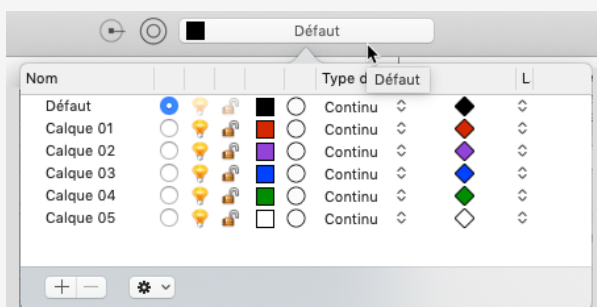 Défaut
Nom Type d Défaut L
Défaut Continu
Calque 01 Continu
Calque 02 Continu
Calque 03 Continu
Calque 04 Continu
Calque 05 Continu